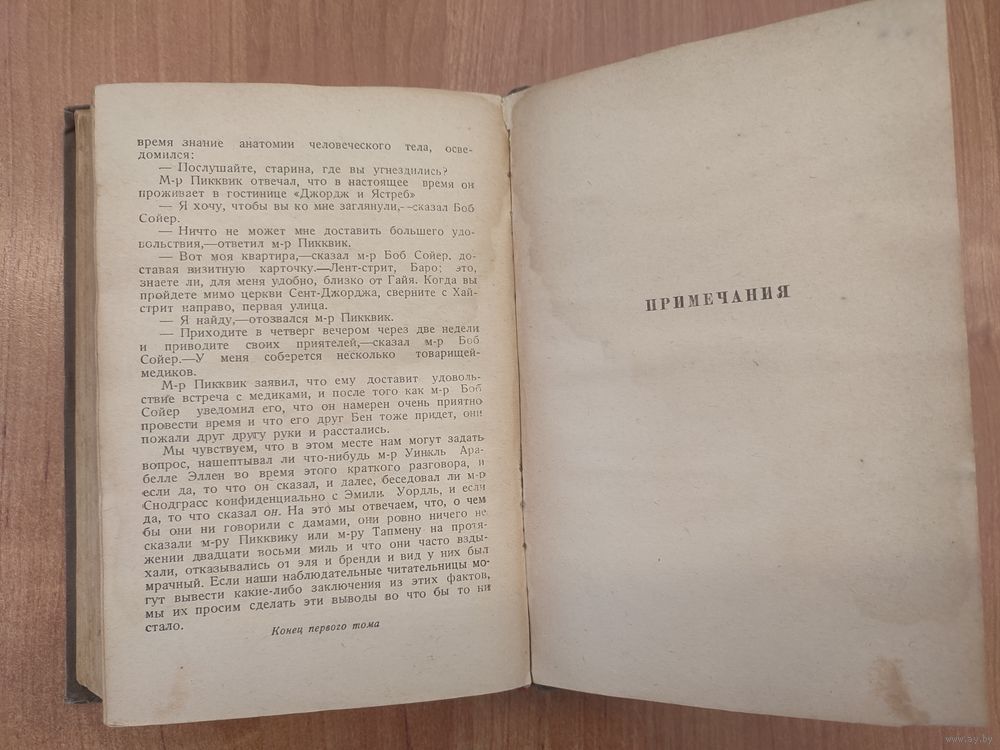 время знание анатомии человеческого тела, осве-
домился:
— Послушайте, старина, где вы угнездились?
М-р Пикквик отвечал, что в настоящее время он
проживает в гостинице «Джордж и Ястреб»
— Я хочу, чтобы вы ко мне заглянули,—сказал Боб
Сойер.
— Ничто не может мне доставить большего удо-
вольствия,—ответил м-р Пикквик.
— Вот моя квартира,—сказал м-р Боб Сойер. до-
ставая визитную карточку.—Лент-стрит, Баро; это,
знаете ли, для меня удобно, близко от Гайя. Когда вы
пройдете мимо церкви Сент-Джорджа, сверните с Хай-
стрит направо, первая улица.
— Я найду,—отозвался м-р Пикквик.
— Приходите в четверг вечером через две недели
и приводите своих приятелей,—сказал м-р Боб
Сойер.—У меня соберется несколько товарищей-
медиков.
М-р Пикквик заявил, что ему доставит удоволь-
ствие встреча с медиками, и после того как м-р Боб
Сойер уведомил его, что он намерен очень приятно
провести время и что его друг Бен тоже придет, они
пожали друг другу руки и расстались.
Мы чувствуем, что в этом месте нам могут задать
вопрос, нашептывал ли что-нибудь м-р Уинкль Ара-
белле Эллен во время этого краткого разговора, и
если да, то что он сказал, и далее, беседовал ли м-р
Снодграсс конфиденциально с Эмили Уордль, и если
да, то что сказал он. На это мы отвечаем, что, о чем
бы они ни говорили с дамами, они ровно ничего не
сказали м-ру Пикквику или м-ру Тапмену на протя-
жении двадцати восьми миль и что они часто взды-
хали, отказывались от эля и бренди и вид у них был
мрачный. Если наши наблюдательные читательницы мо-
гут вывести какие-либо заключения из этих фактов,
мы их просим сделать эти выводы во что бы то ни
стало.
Конец первого тома
ПРИМЕЧАНИЯ
www.ay.by